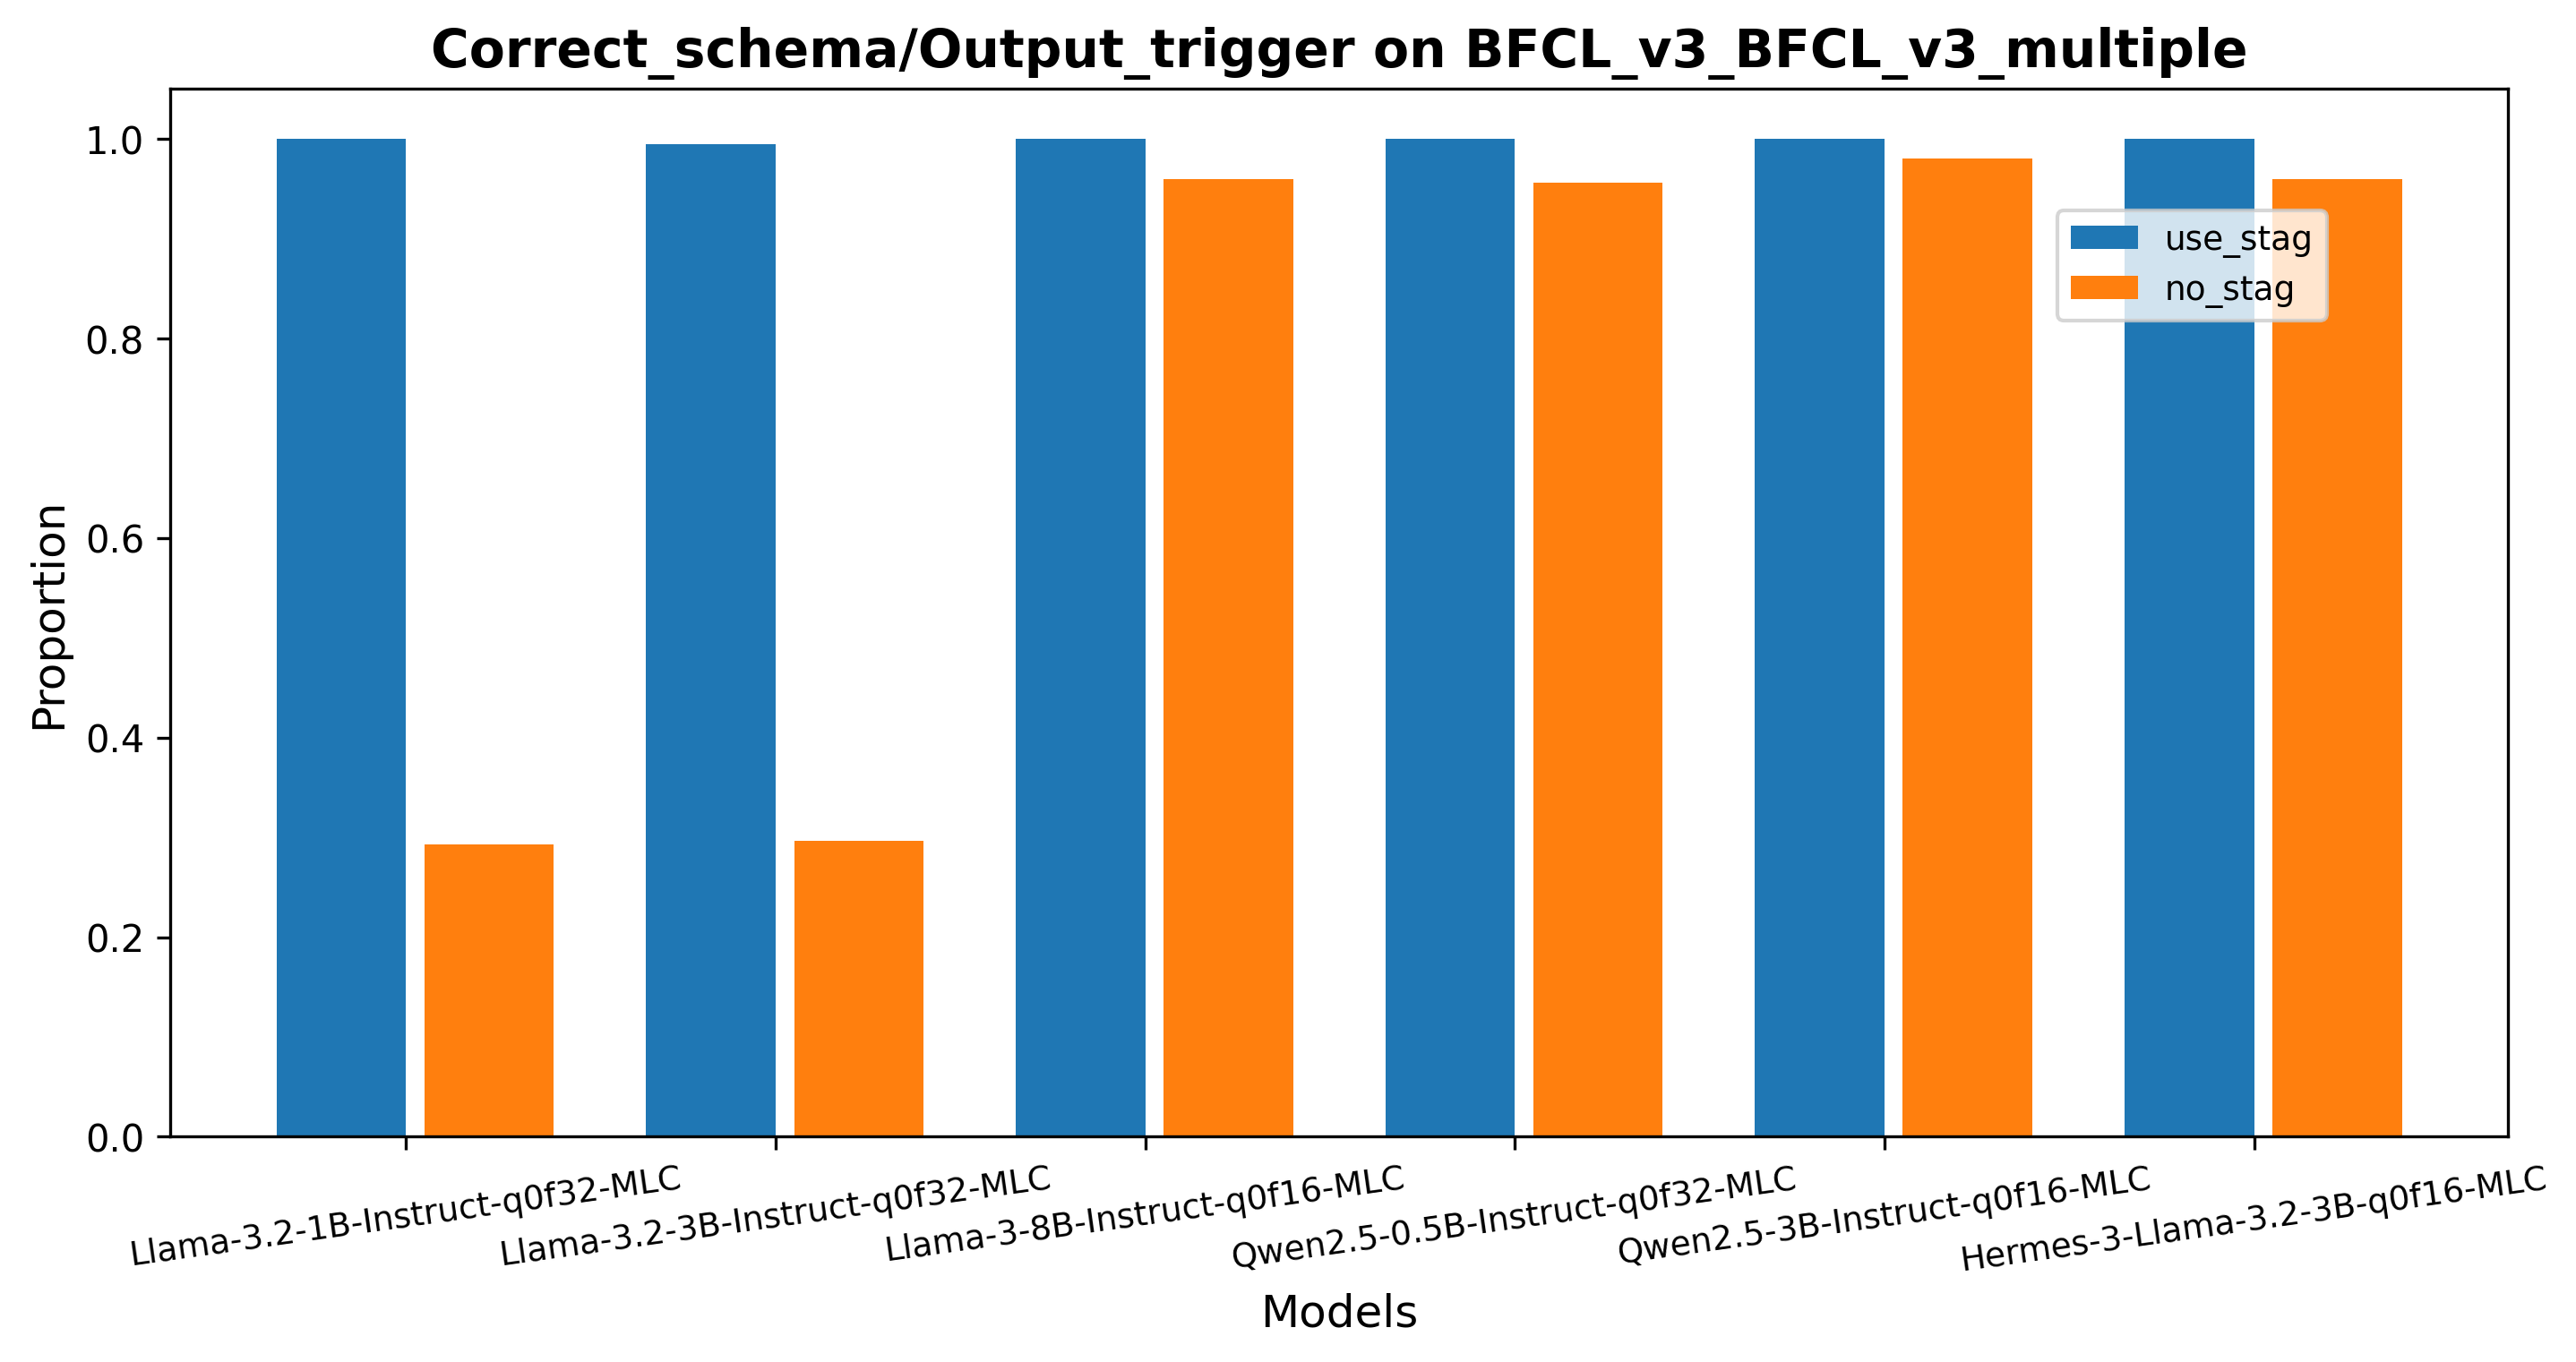 Correct_schema/Output_trigger on BFCL_v3_BFCL_v3_multiple
Proportion
1.0
0.8
0.6
0.4
0.2
0.0
use_stag
no_stag
Llama-3.2-1B-Instruct-q0f32-MLC
Llama-3.2-3B-Instruct-q0f32-MLC
Llama-3-8B-Instruct-q0f16-MLC
Qwen2.5-0.5B-Instruct-q0f32-MLC
Qwen2.5-3B-Instruct-q0f16-MLC
Hermes-3-Llama-3.2-3B-q0f16-MLC
Models